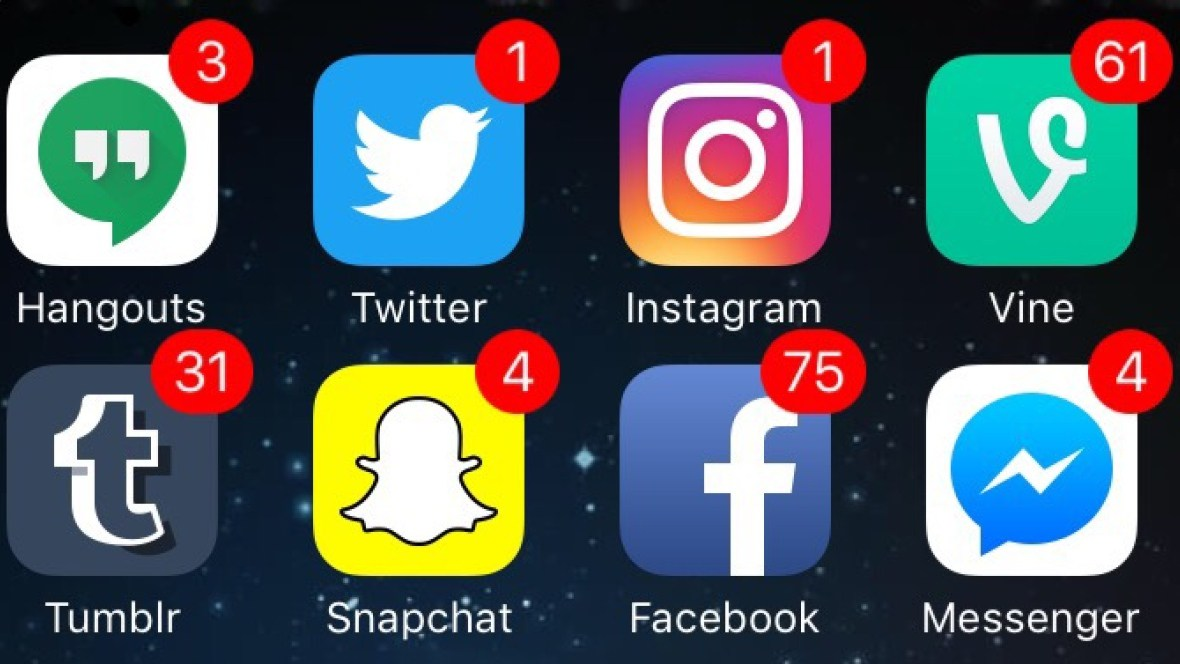 3 1 1 61
Hangouts Twitter Instagram Vine
31 4 75 4
Tumblr Snapchat Facebook Messenger